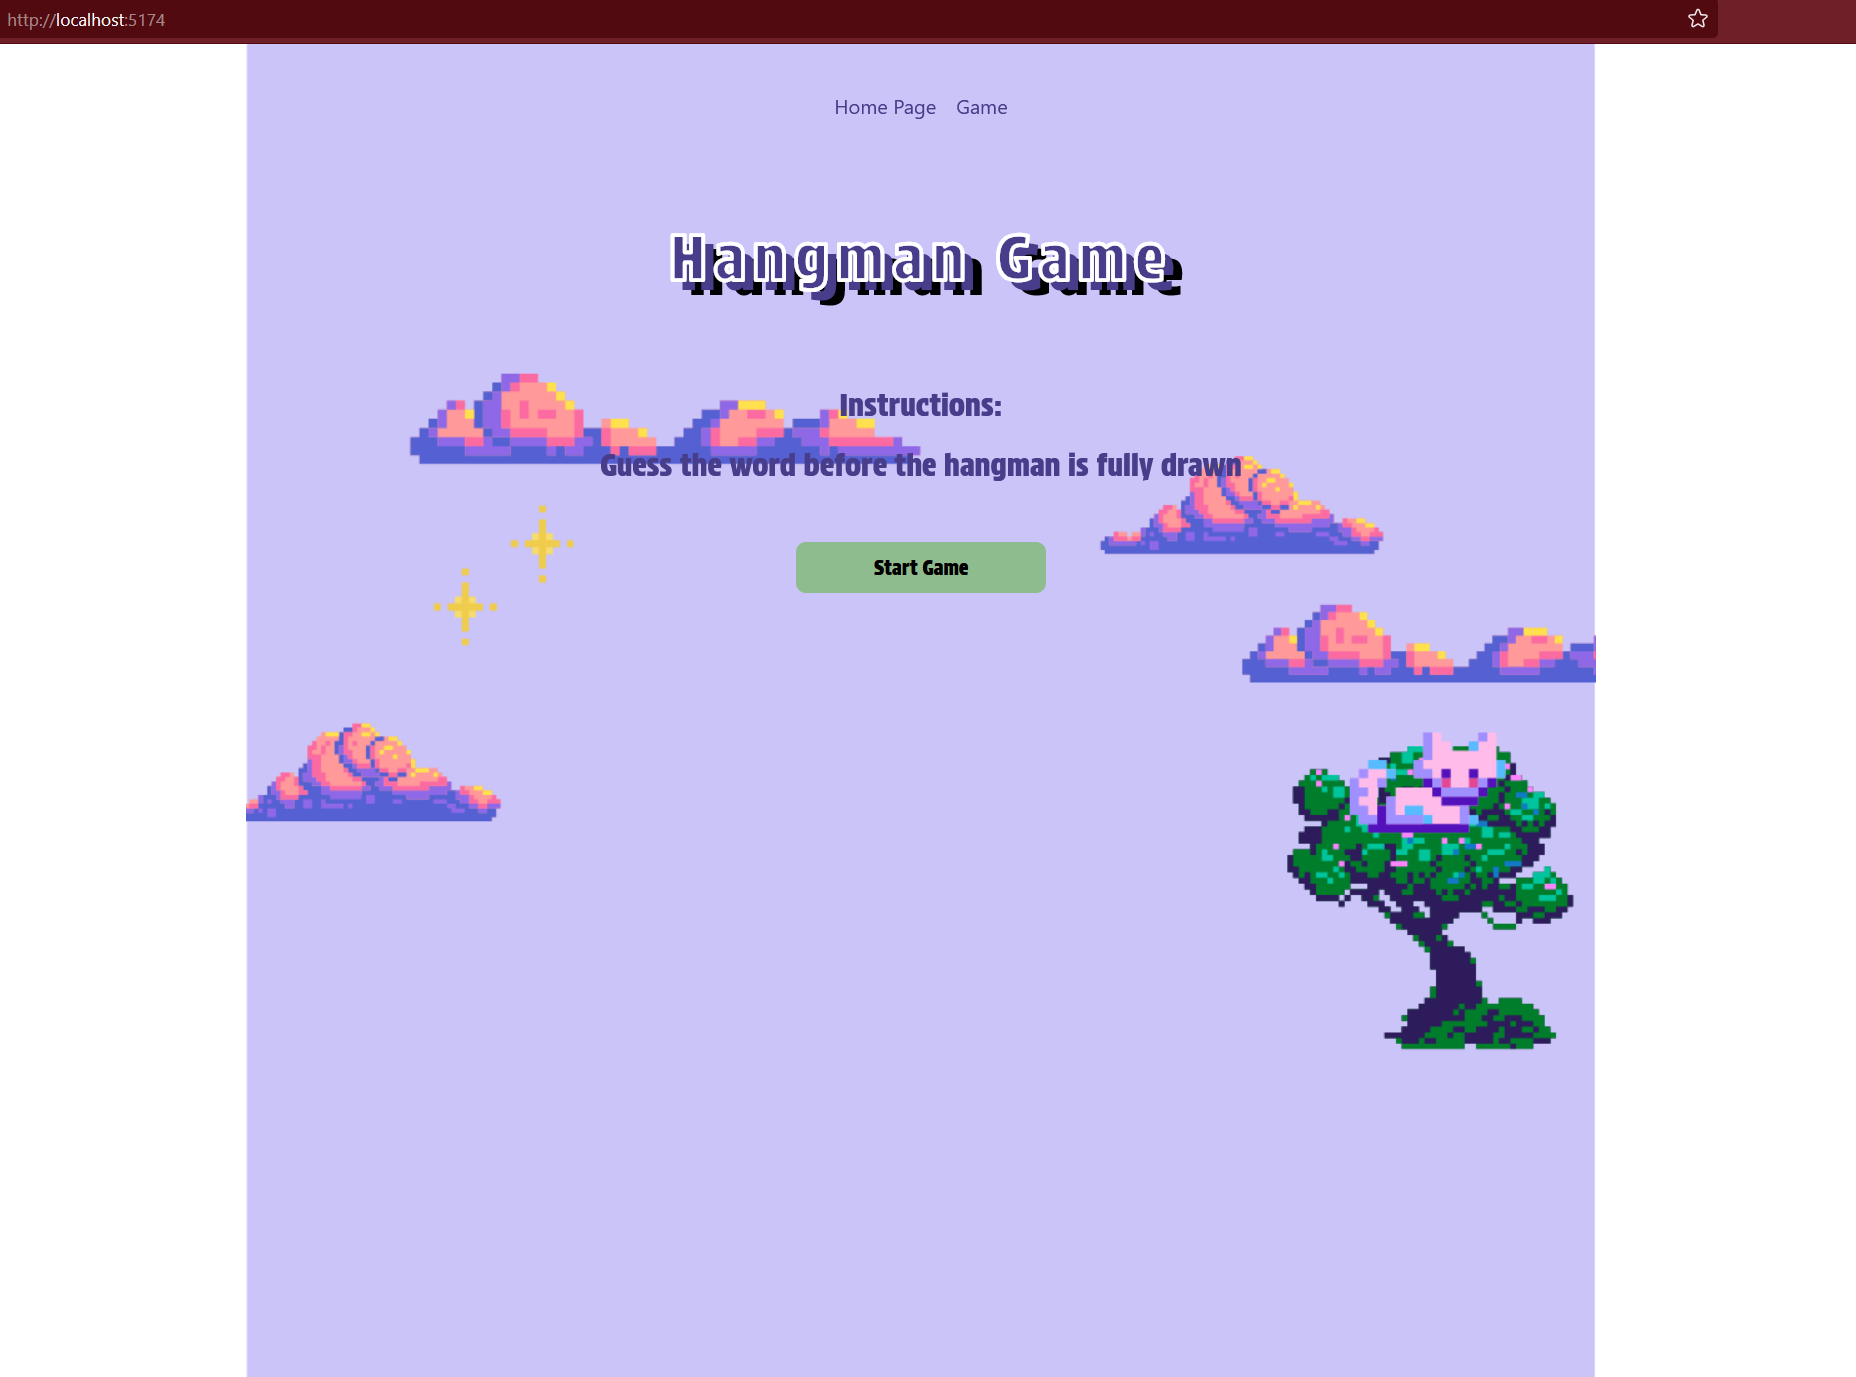 http://localhost:5174
Home Page Game
Hangman Game
Instructions:
Guess the word before the hangman is fully drawn
Start Game